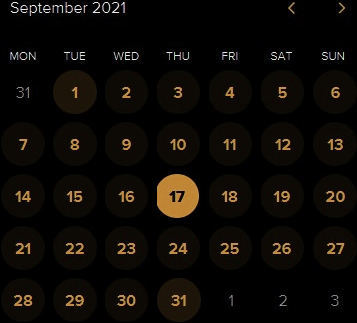 September 2021
MON TUE WED THU FRI SAT SUN
31 1 2 3 4 5 6
7 8 9 10 11 12 13
14 15 16 17 18 19 20
21 22 23 24 25 26 27
28 29 30 31 1 2 3